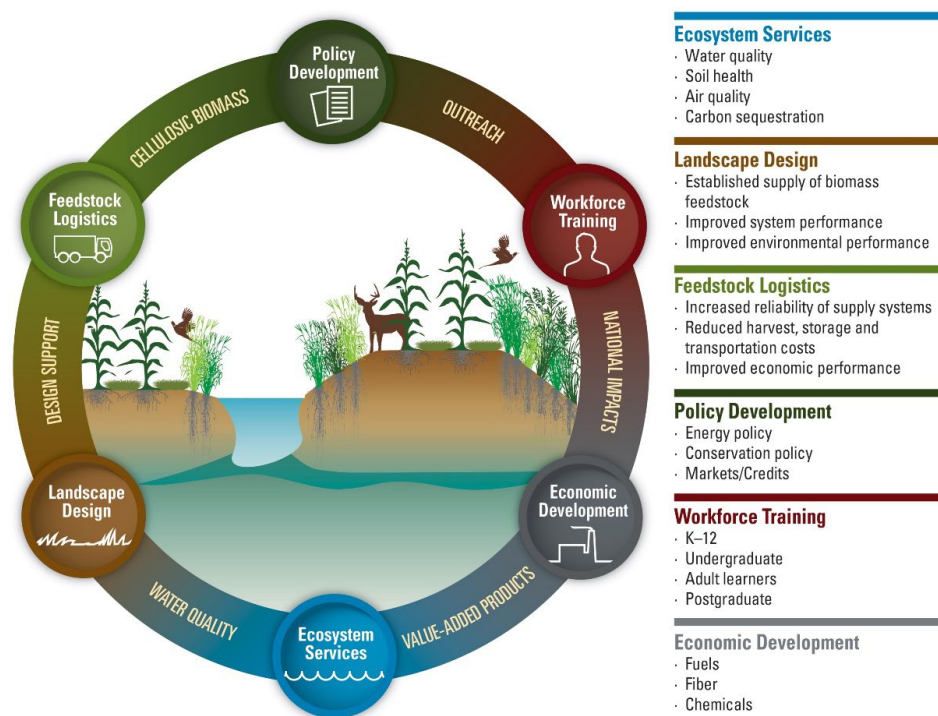 Policy
Development
OUTREACH
Workforce
Training
NATIONAL IMPACTS
Economic
Development
VALUE-ADDED PRODUCTS
Ecosystem
Services
WATER QUALITY
Landscape
Design
DESIGN SUPPORT
Feedstock
Logistics
CELLULOSIC BIOMASS
Ecosystem Services
· Water quality
· Soil health
· Air quality
· Carbon sequestration
Landscape Design
· Established supply of biomass
feedstock
· Improved system performance
· Improved environmental performance
Feedstock Logistics
· Increased reliability of supply systems
· Reduced harvest, storage and
transportation costs
· Improved economic performance
Policy Development
· Energy policy
· Conservation policy
· Markets/Credits
Workforce Training
· K–12
· Undergraduate
· Adult learners
· Postgraduate
Economic Development
· Fuels
· Fiber
· Chemicals